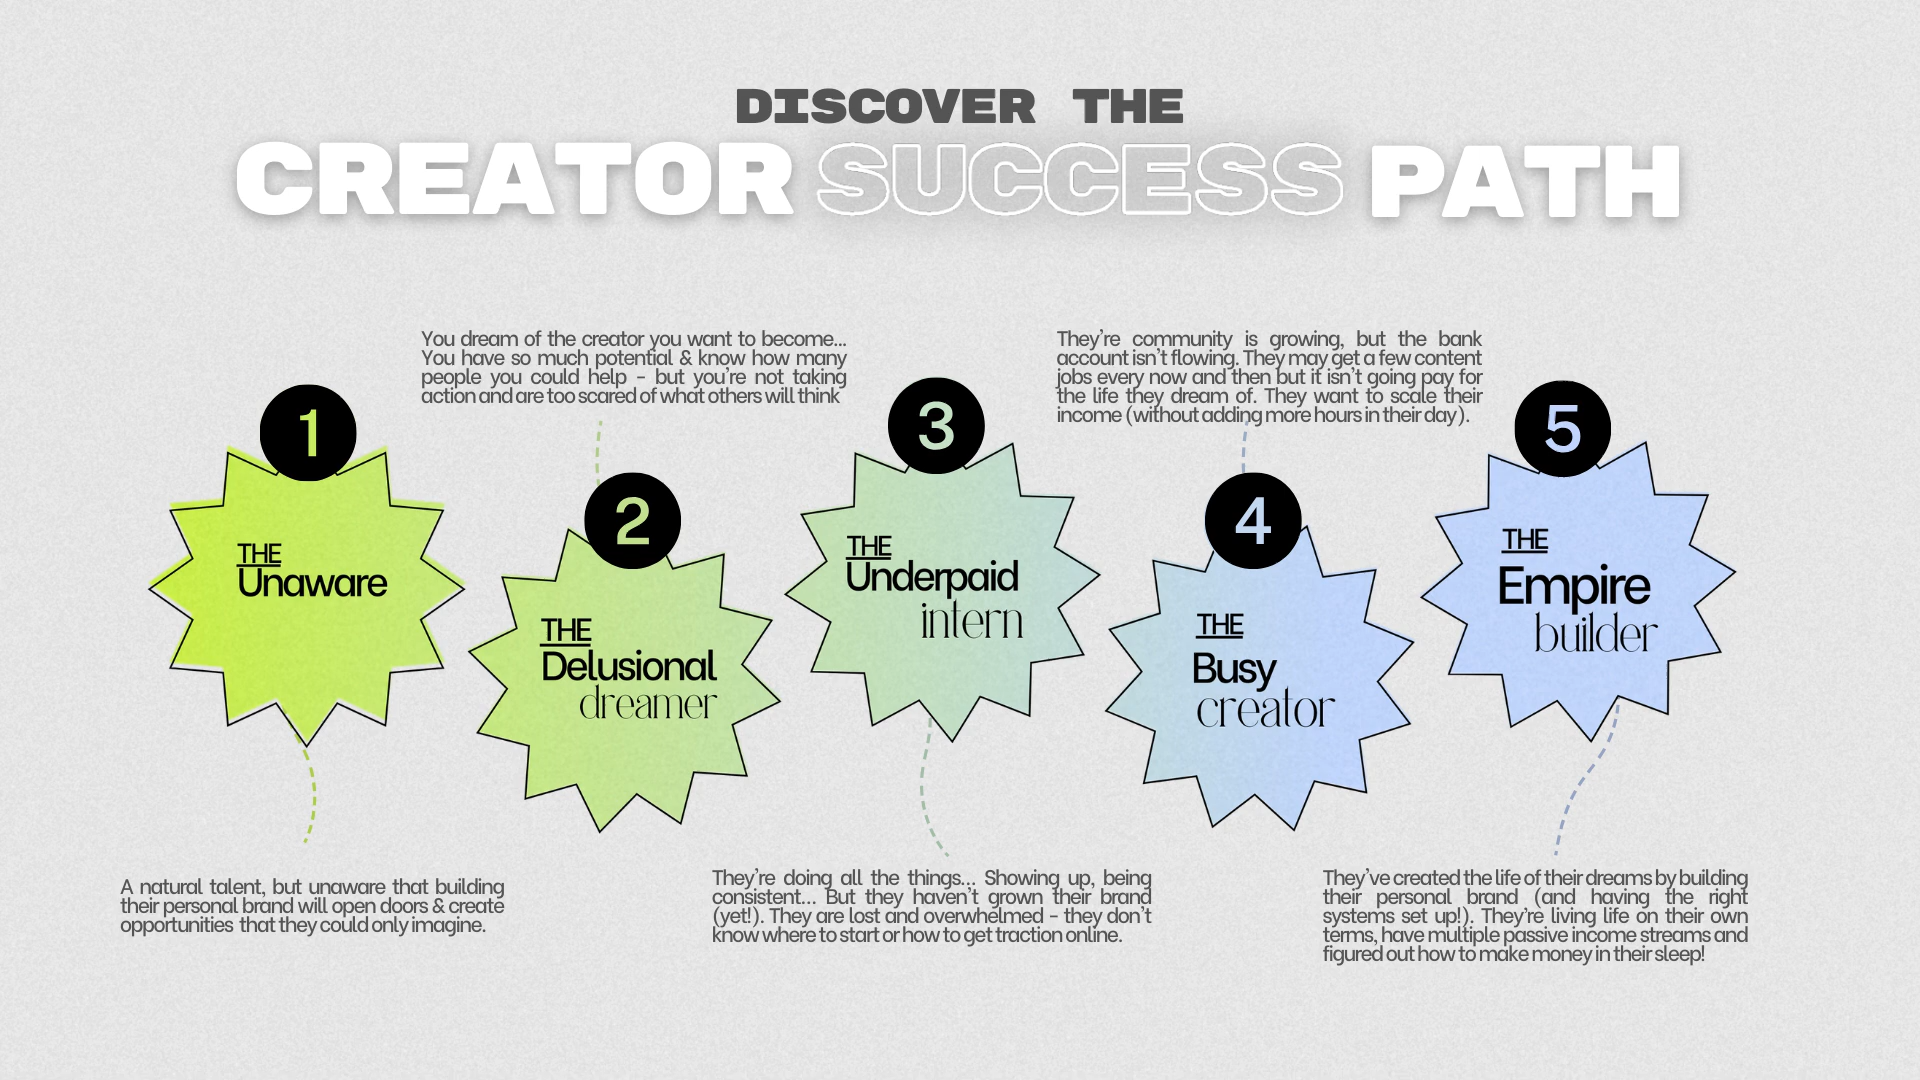 DISCOVER THE
CREATOR SUCCESS PATH
1
THE
Unaware
A natural talent, but unaware that building
their personal brand will open doors & create
opportunities that they could only imagine.
You dream of the creator you want to become...
You have so much potential & know how many
people you could help - but you're not taking
action and are too scared of what others will think
2
THE
Delusional
dreamer
3
THE
Underpaid
intern
They're doing all the things... Showing up, being
consistent... But they haven't grown their brand
(yet!). They are lost and overwhelmed - they don't
know where to start or how to get traction online.
They're community is growing, but the bank
account isn't flowing. They may get a few content
jobs every now and then but it isn't going pay for
the life they dream of. They want to scale their
income (without adding more hours in their day).
4
THE
Busy
creator
5
THE
Empire
builder
They've created the life of their dreams by building
their personal brand (and having the right
systems set up!). They're living life on their own
terms, have multiple passive income streams and
figured out how to make money in their sleep!